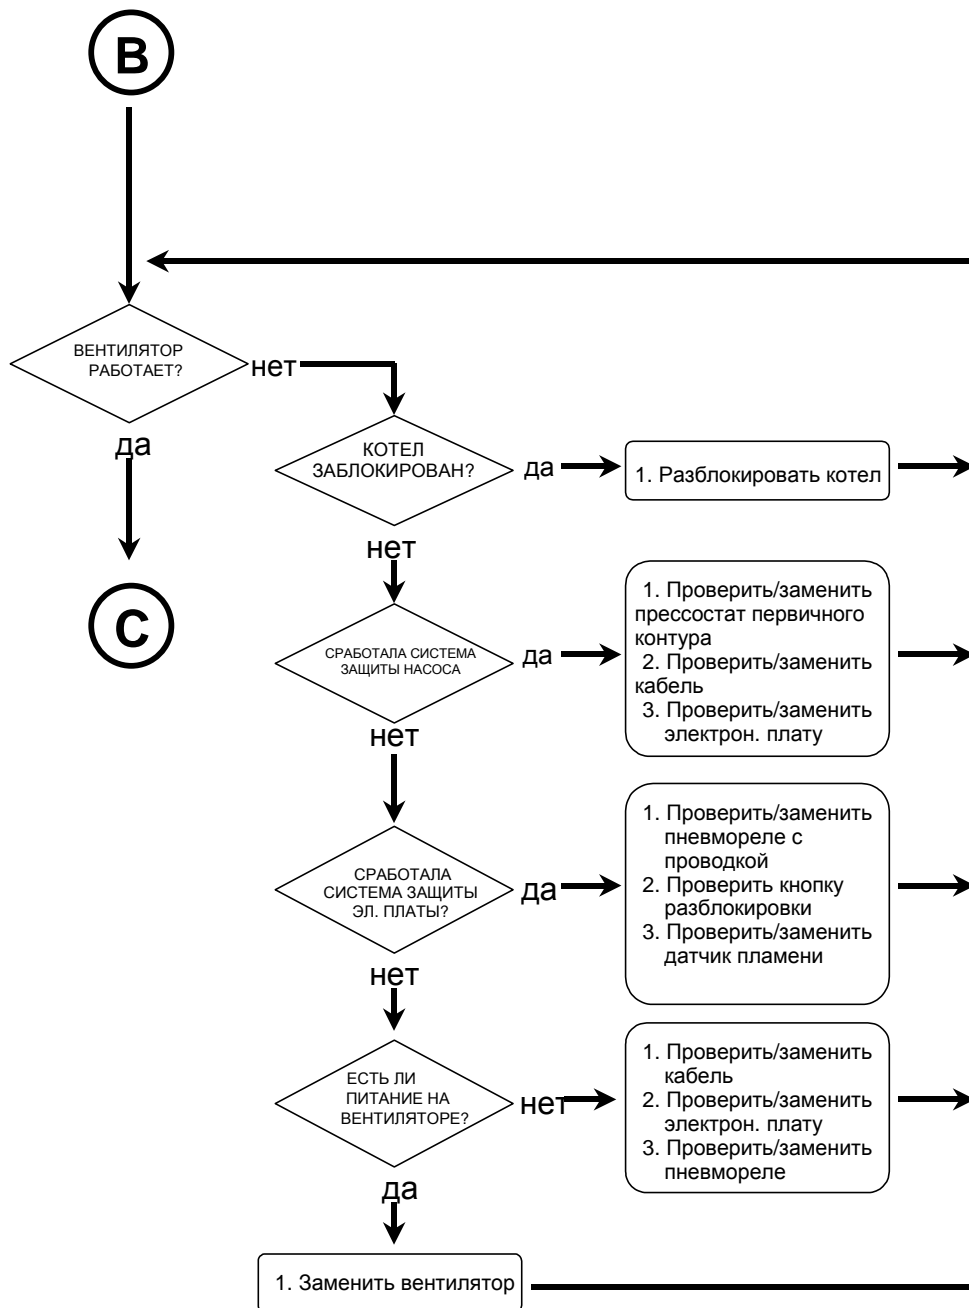 B
ВЕНТИЛЯТОР
РАБОТАЕТ?
нет
да
C
КОТЕЛ
ЗАБЛОКИРОВАН?
да
1. Разблокировать котел
нет
СРАБОТАЛА СИСТЕМА
ЗАЩИТЫ НАСОСА
да
1. Проверить/заменить
прессостат первичного
контура
2. Проверить/заменить
кабель
3. Проверить/заменить
электрон. плату
нет
СРАБОТАЛА
СИСТЕМА ЗАЩИТЫ
ЭЛ. ПЛАТЫ?
да
1. Проверить/заменить
пневмореле с
проводкой
2. Проверить кнопку
разблокировки
3. Проверить/заменить
датчик пламени
нет
ЕСТЬ ЛИ
ПИТАНИЕ НА
ВЕНТИЛЯТОРЕ?
нет
1. Проверить/заменить
кабель
2. Проверить/заменить
электрон. плату
3. Проверить/заменить
пневмореле
да
1. Заменить вентилятор